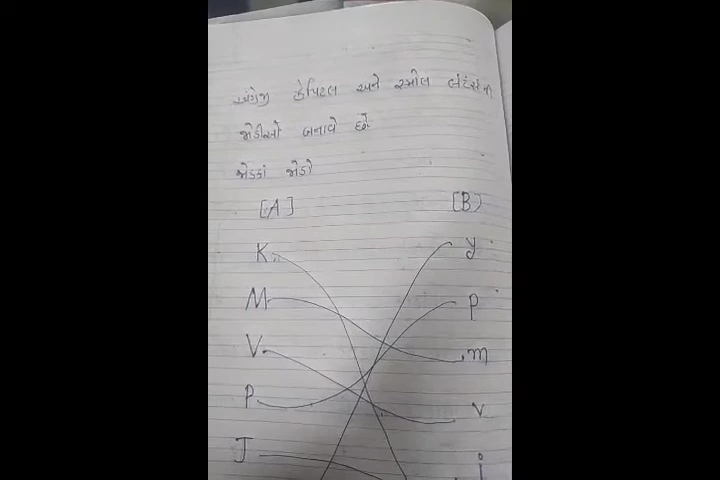 અંગ્રેજી કેપિટલ અને સ્મોલ લેટર્સની
જોડીઓ બનાવે છે
જોડકાં જોડો
[A] [B]
K y
M p
V m
P v
J j